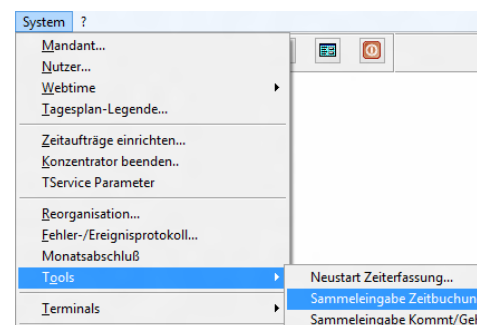 System ?
Mandant...
Nutzer...
Webtime
Tagesplan-Legende...
Zeitaufträge einrichten...
Konzentrator beenden..
TService Parameter
Reorganisation...
Fehler-/Ereignisprotokoll...
Monatsabschluß
Tools
Neustart Zeiterfassung...
Sammeleingabe Zeitbuchun
Terminals
Sammeleingabe Kommt/Geh